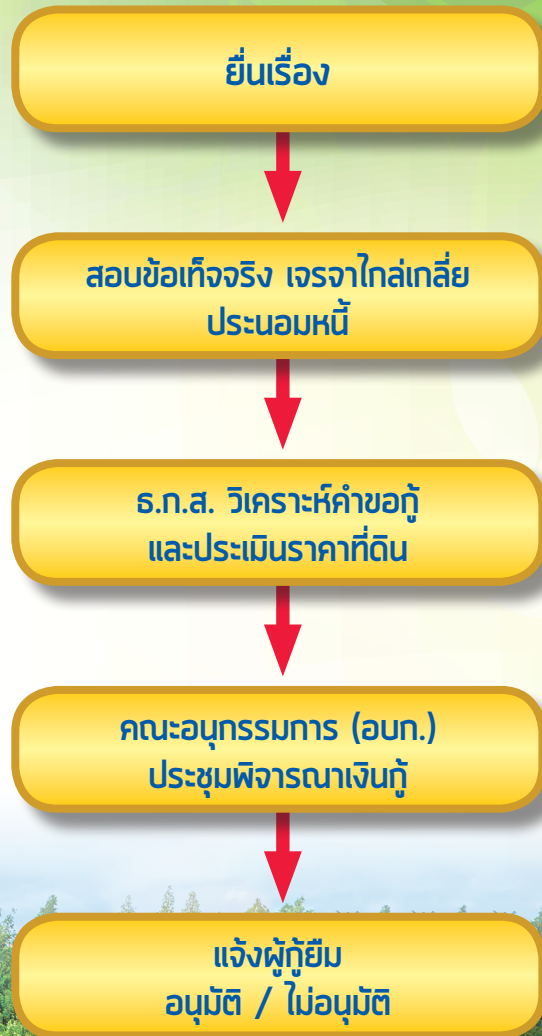 ยื่นเรื่อง
สอบข้อเท็จจริง เจรจาไกล่เกลี่ย
ประนอมหนี้
ธ.ก.ส. วิเคราะห์คำขอกู้
และประเมินราคาที่ดิน
คณะอนุกรรมการ (อบก.)
ประชุมพิจารณาเงินกู้
แจ้งผู้กู้ยืม
อนุมัติ / ไม่อนุมัติ